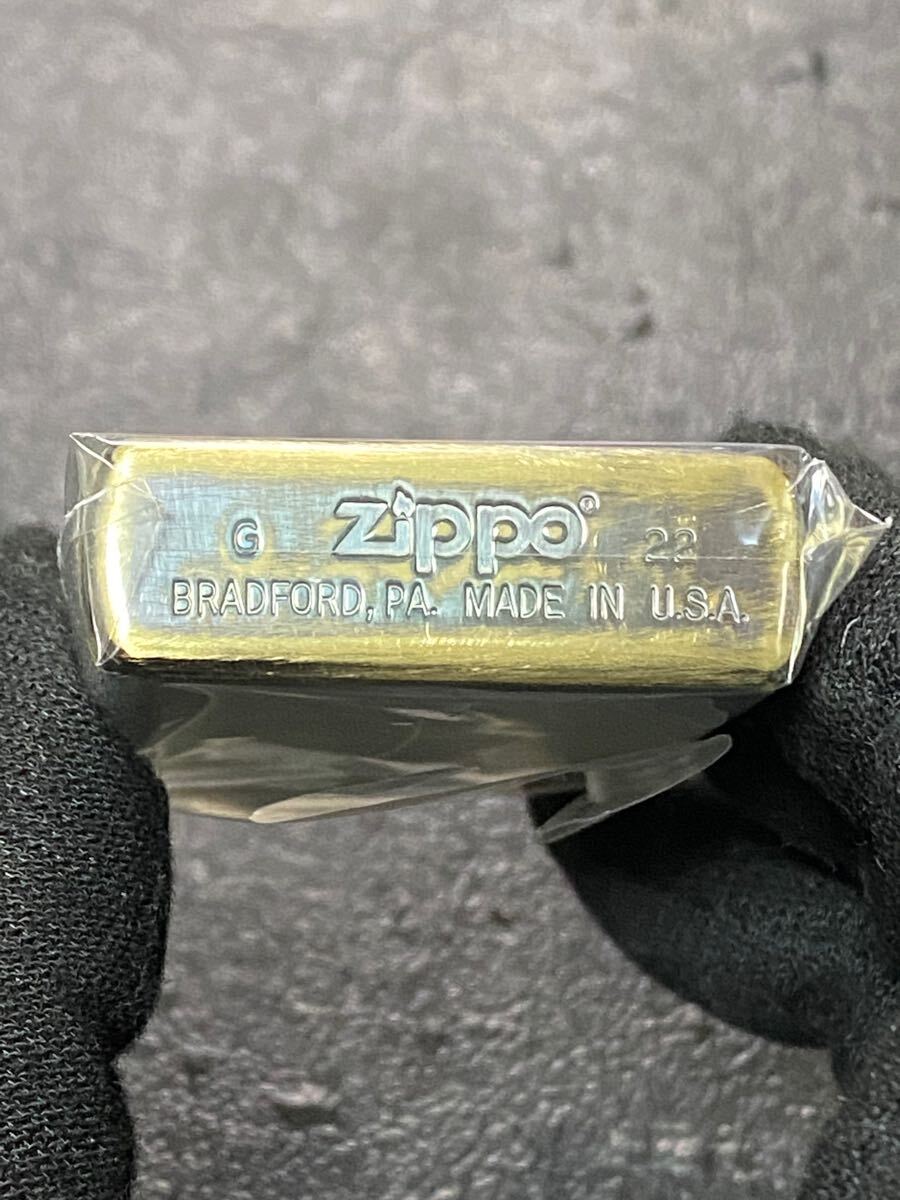 G Zippo® 22
BRADFORD, PA. MADE IN U.S.A.